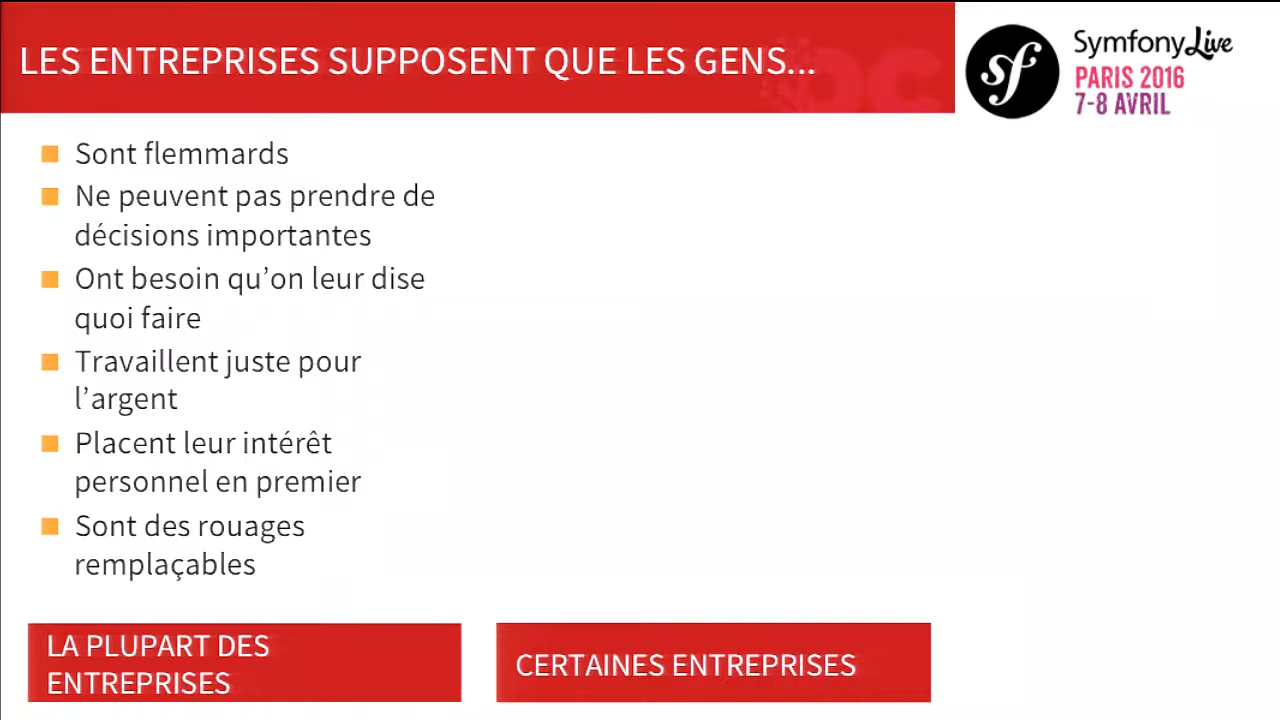 LES ENTREPRISES SUPPOSENT QUE LES GENS...
SymfonyLive
PARIS 2016
7-8 AVRIL
Sont flemmards
Ne peuvent pas prendre de
décisions importantes
Ont besoin qu’on leur dise
quoi faire
Travaillent juste pour
l’argent
Placent leur intérêt
personnel en premier
Sont des rouages
remplaçables
LA PLUPART DES
ENTREPRISES
CERTAINES ENTREPRISES